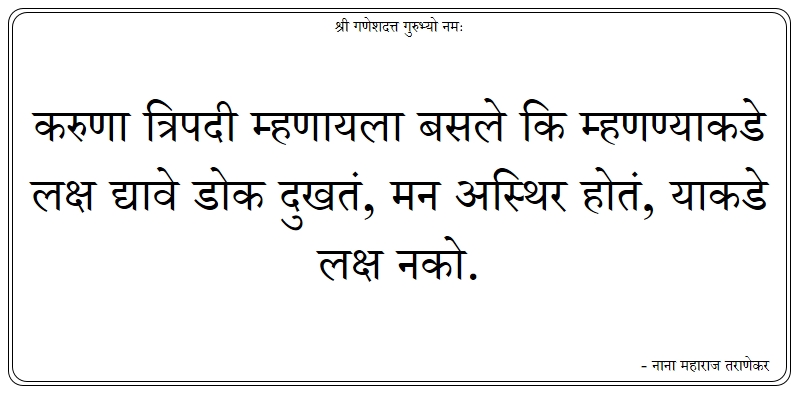 श्री गणेशदत्त गुरुभ्यो नमः
करुणा त्रिपदी म्हणायला बसले कि म्हणण्याकडे
लक्ष द्यावे डोक दुखतं, मन अस्थिर होतं, याकडे
लक्ष नको.
- नाना महाराज तराणेकर